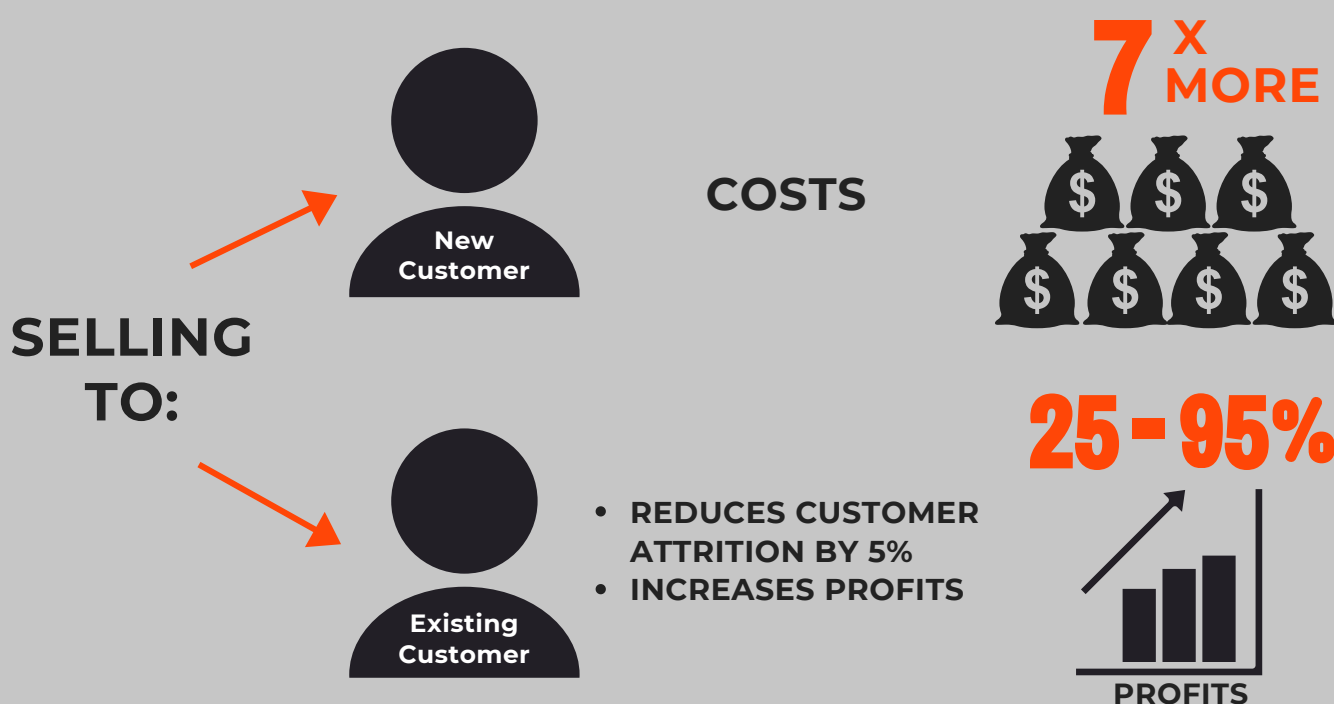 SELLING
TO:
New
Customer
COSTS
7 X
MORE
$ $ $
$ $ $ $
Existing
Customer
• REDUCES CUSTOMER
ATTRITION BY 5%
• INCREASES PROFITS
25-95%
PROFITS